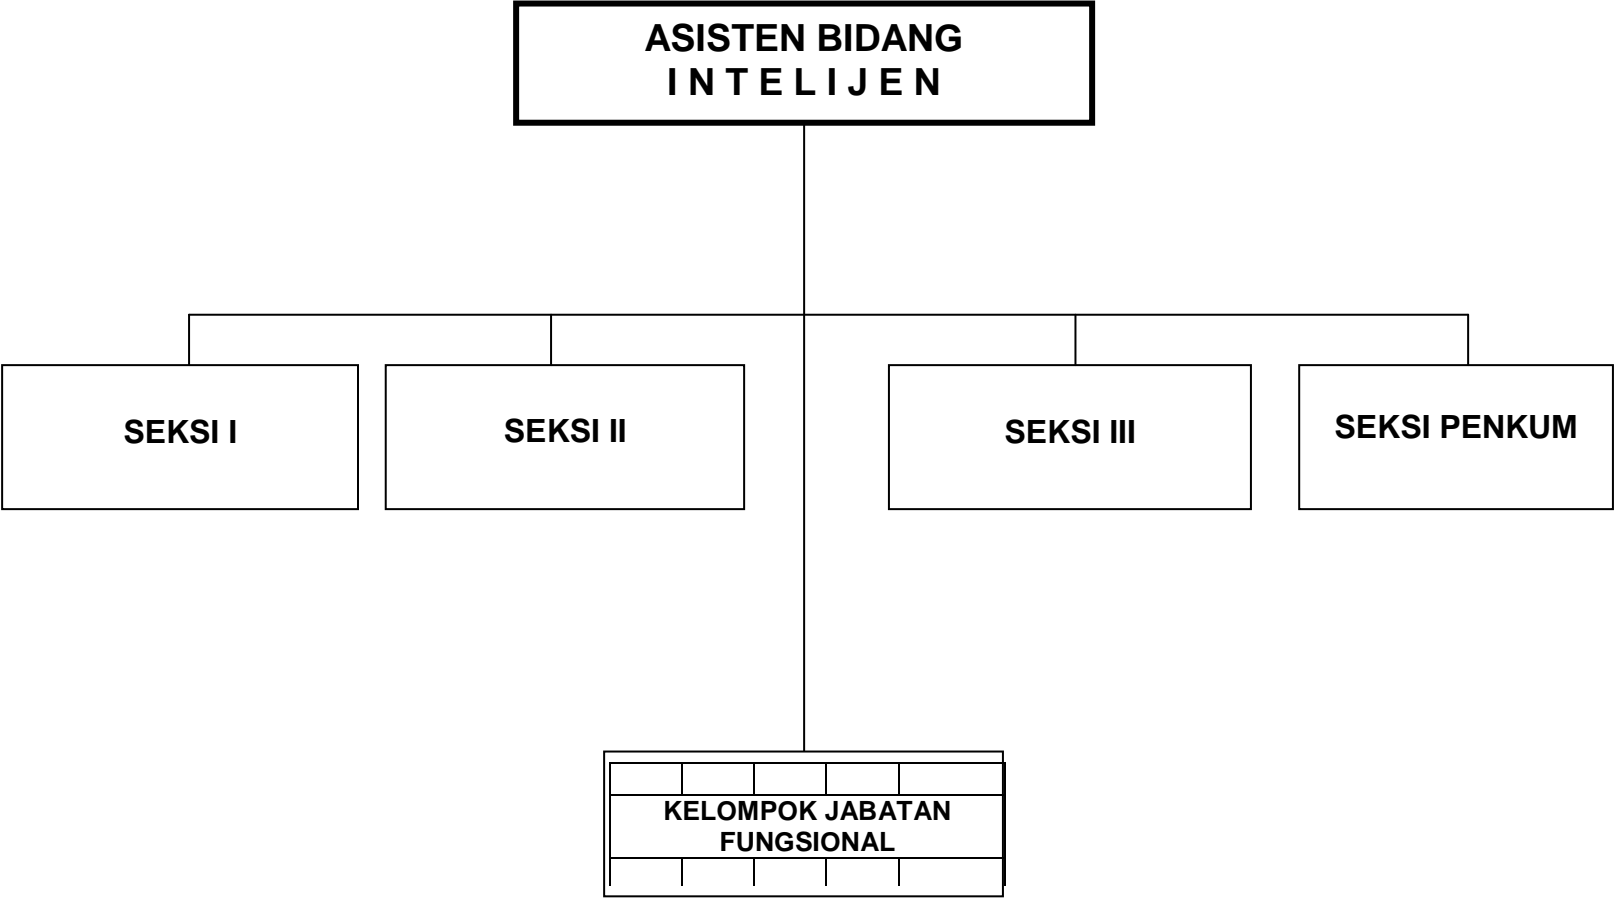 ASISTEN BIDANG
I N T E L I J E N
SEKSI I
SEKSI II
SEKSI III
SEKSI PENKUM
KELOMPOK JABATAN
FUNGSIONAL